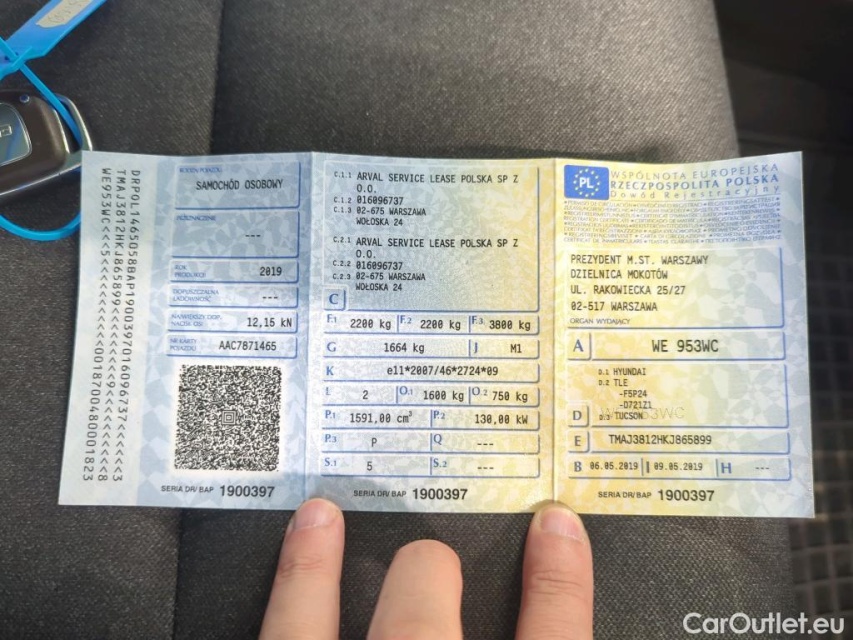 DRPOL1465058BAP190039701609673​7<<<<<3
TMAJ3812HKJ865899<<<<<<<9<<<<<<<<<<8
WE953WC<<<5<<<<<<<<<<<0018700480001823
RODZAJ POJAZDU
SAMOCHÓD OSOBOWY
PRZEZNACZENIE
---
ROK PRODUKCJI
2019
DOPUSZCZALNA ŁADOWNOŚĆ
---
NAJWIĘKSZY DOP. NACISK OSI
12,15 kN
NR KARTY POJAZDU
AAC7871465
SERIA DR/ BAP 1900397
C.1.1 ARVAL SERVICE LEASE POLSKA SP Z
O.O.
C.1.2 016096737
C.1.3 02-675 WARSZAWA
WOŁOSKA 24
C.2.1 ARVAL SERVICE LEASE POLSKA SP Z
O.O.
C.2.2 016096737
C.2.3 02-675 WARSZAWA
WOŁOSKA 24
C
F.1 2200 kg F.2 2200 kg F.3 3800 kg
G 1664 kg J M1
K e11*2007/46*2724*09
L 2 O.1 1600 kg O.2 750 kg
P.1 1591,00 cm³ P.2 130,00 kW
P.3 P Q ---
S.1 5 S.2 ---
SERIA DR/ BAP 1900397
PL
WSPÓLNOTA EUROPEJSKA
RZECZPOSPOLITA POLSKA
Dowód Rejestracyjny
PREZYDENT M.ST. WARSZAWY
DZIELNICA MOKOTÓW
UL. RAKOWIECKA 25/27
02-517 WARSZAWA
ORGAN WYDAJĄCY
A WE 953WC
D.1 HYUNDAI
D.2 TLE
-F5P24
-D721Z1
D D.3 TUCSON
E TMAJ3812HKJ865899
B 06.05.2019 I 09.05.2019 H ---
SERIA DR/ BAP 1900397
CarOutlet.eu